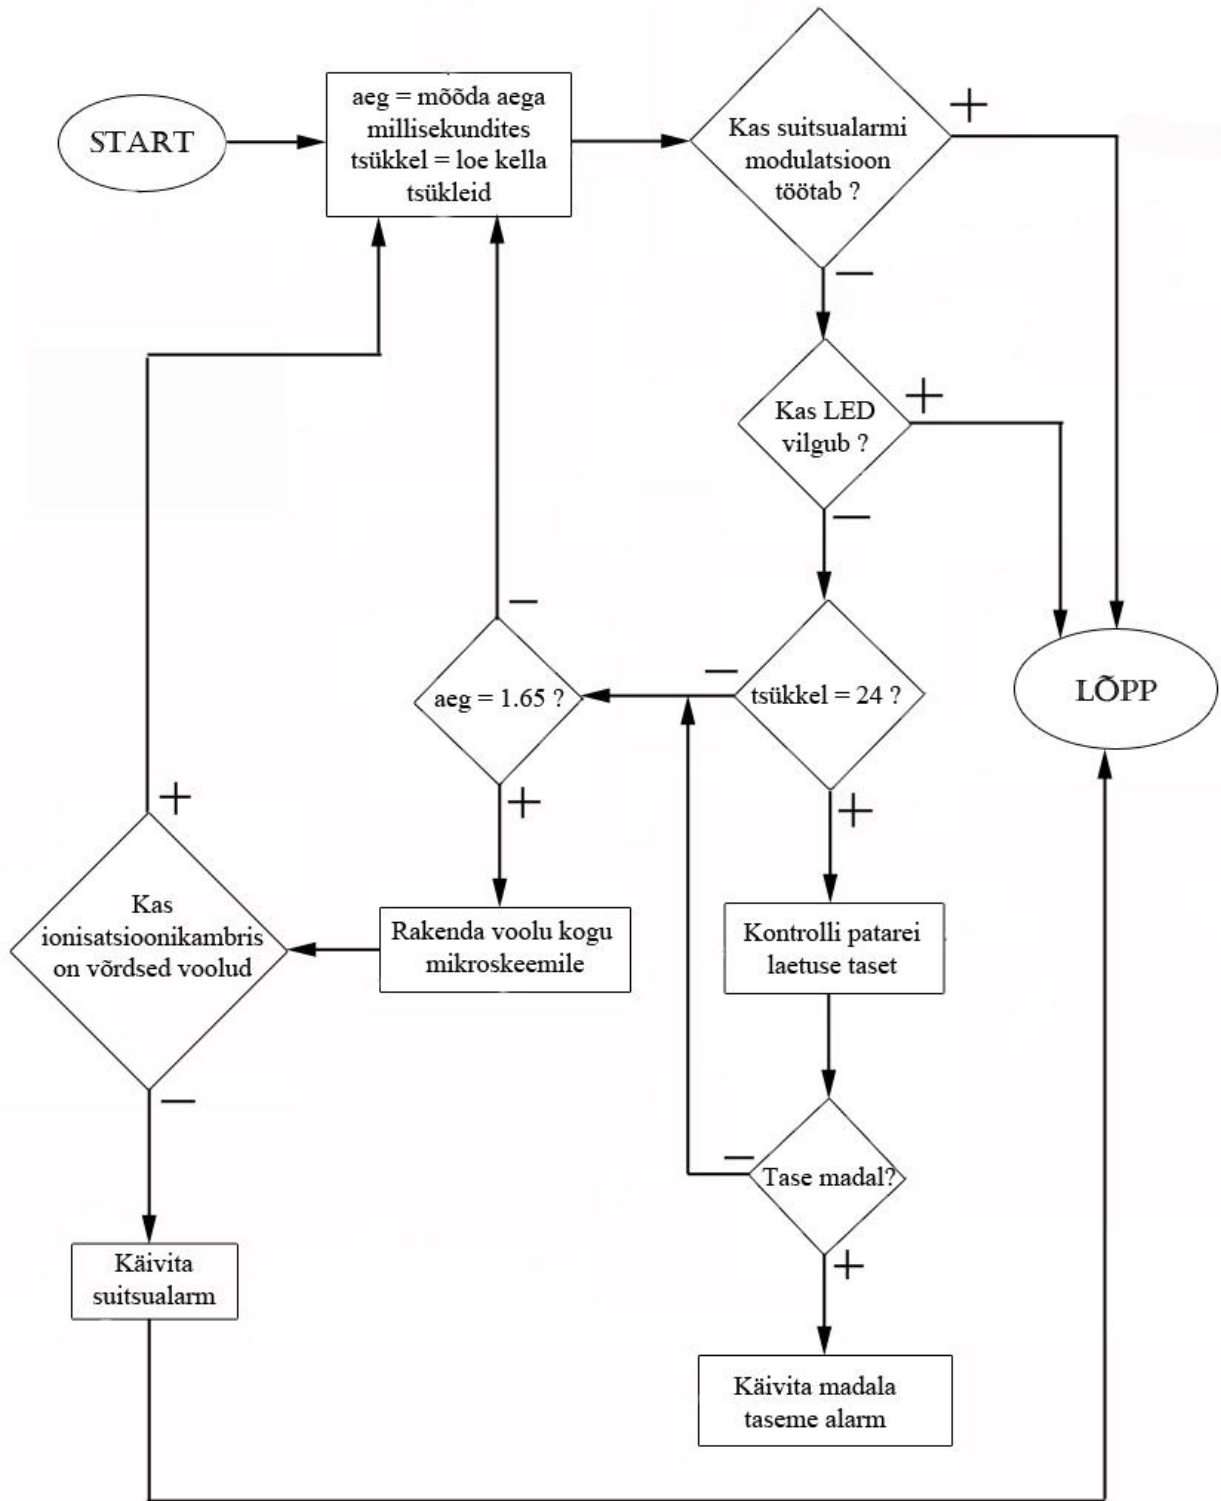 START
aeg = mõõda aega
millisekundites
tsükkel = loe kella
tsükleid
Kas suitsualarmi
modulatsioon
töötab ?
+
—
Kas LED
vilgub ?
+
—
tsükkel = 24 ?
—
+
aeg = 1.65 ?
—
+
LÕPP
Kas
ionisatsioonikambris
on võrdsed voolud
+
—
Rakenda voolu kogu
mikroskeemile
Kontrolli patarei
laetuse taset
Tase madal?
—
+
Käivita
suitsualarm
Käivita madala
taseme alarm